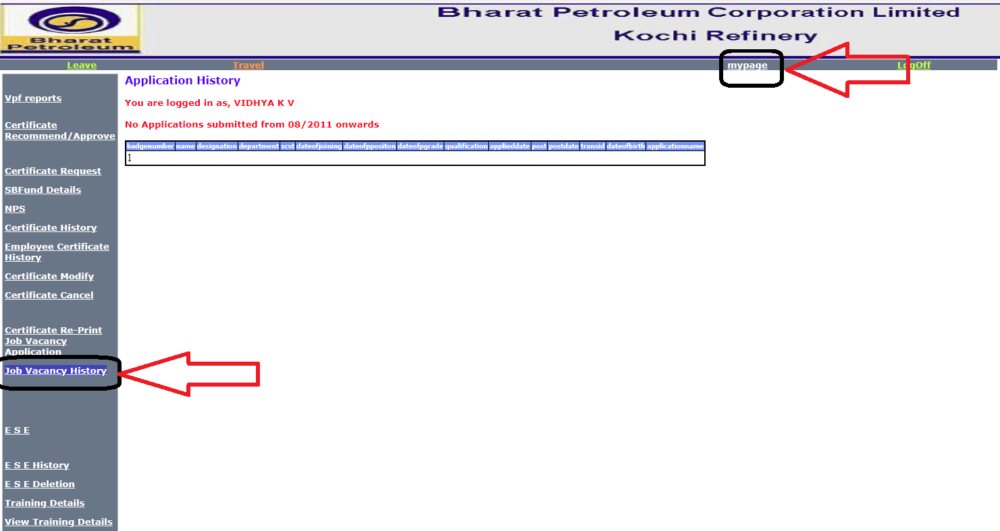 Bharat Petroleum Corporation Limited
Kochi Refinery
Bharat
Petroleum
Leave Travel mypage LogOff
Vpf reports
Certificate
Recommend/Approve
Certificate Request
SBFund Details
NPS
Certificate History
Employee Certificate
History
Certificate Modify
Certificate Cancel
Certificate Re-Print
Job Vacancy
Application
Job Vacancy History
E S E
E S E History
E S E Deletion
Training Details
View Training Details
Application History
You are logged in as, VIDHYA K V
No Applications submitted from 08/2011 onwards
badgenumber name designation department scst dateofjoining dateofppositon dateofpgrade qualification applieddate post postdate transid dateofbirth applicationname
1